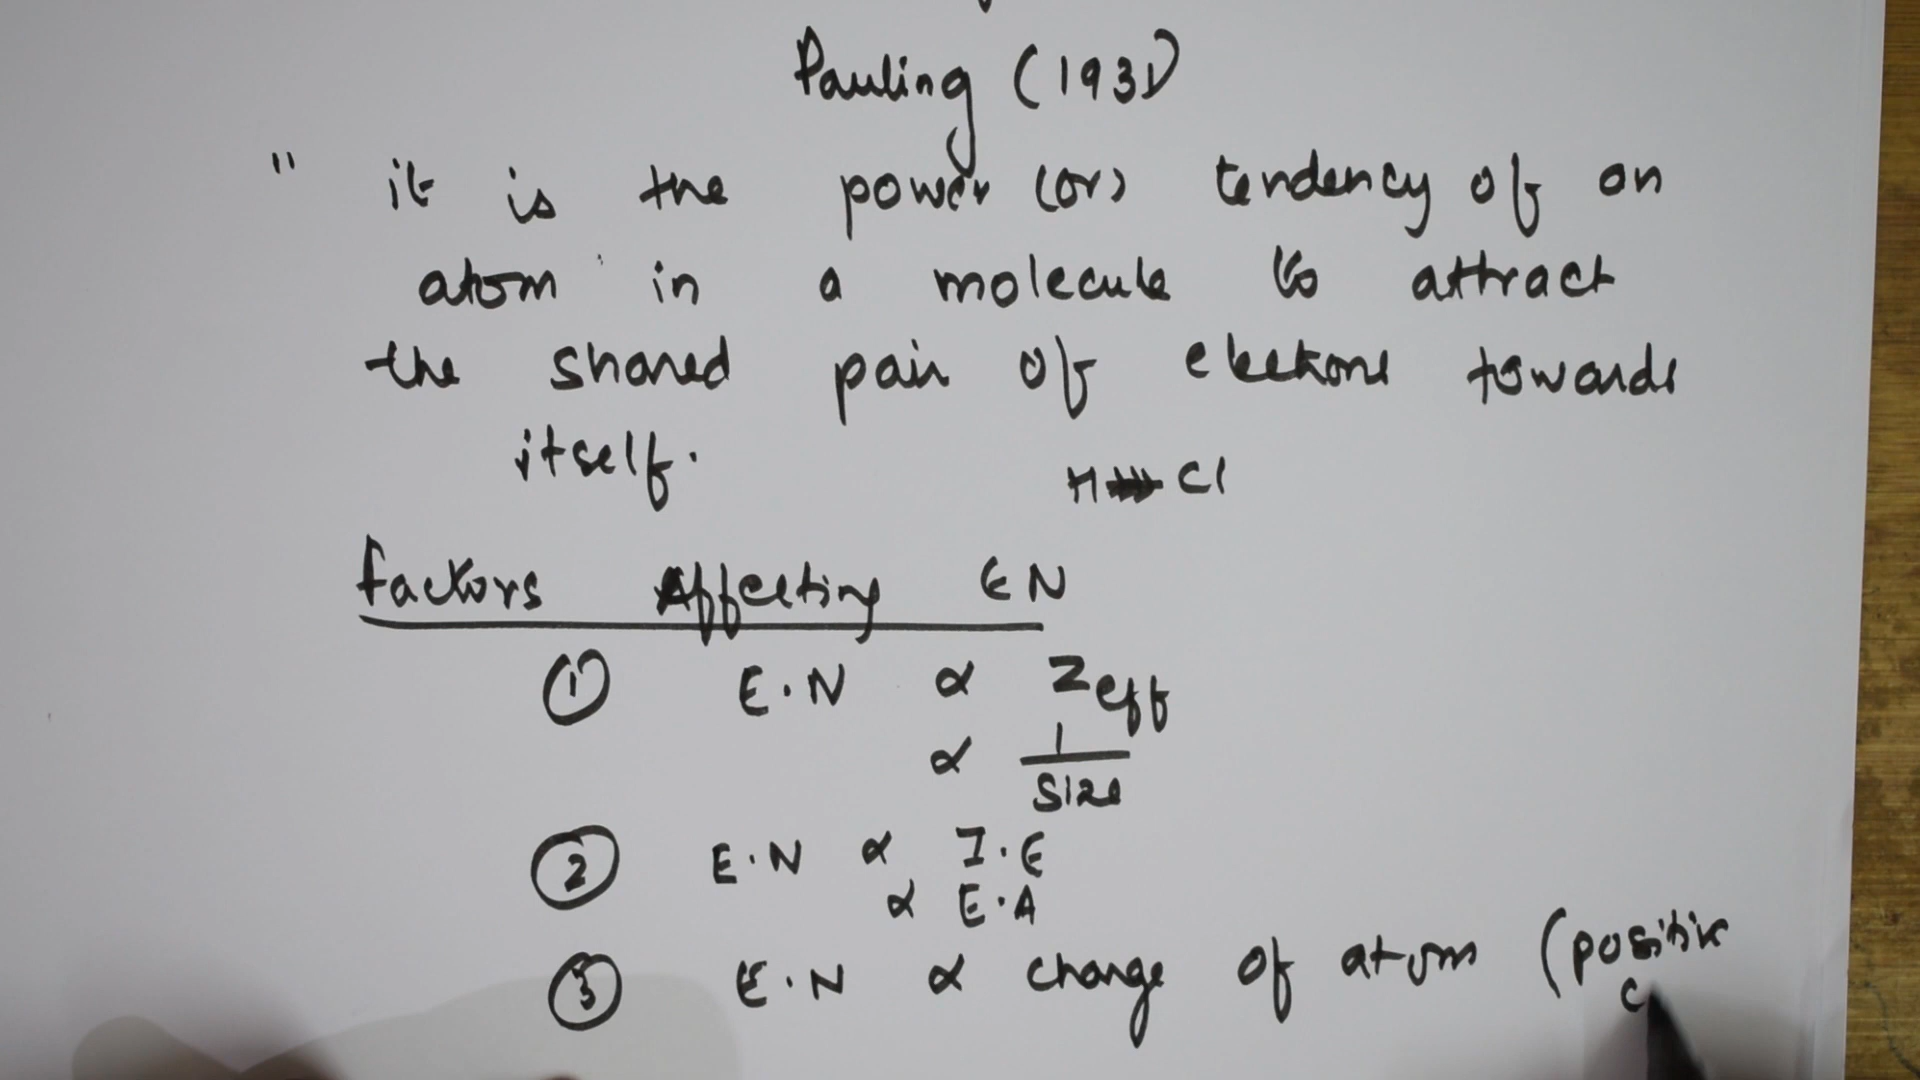 Pauling (1931)
" it is the power (or) tendency of an
atom in a molecule to attract
the shared pair of electrons towards
itself.
H Cl
Factors Affecting EN
① E.N ∝ Zeff
∝ 1/Size
② E.N ∝ I.E
∝ E.A
③ E.N ∝ charge of atom (positive
c